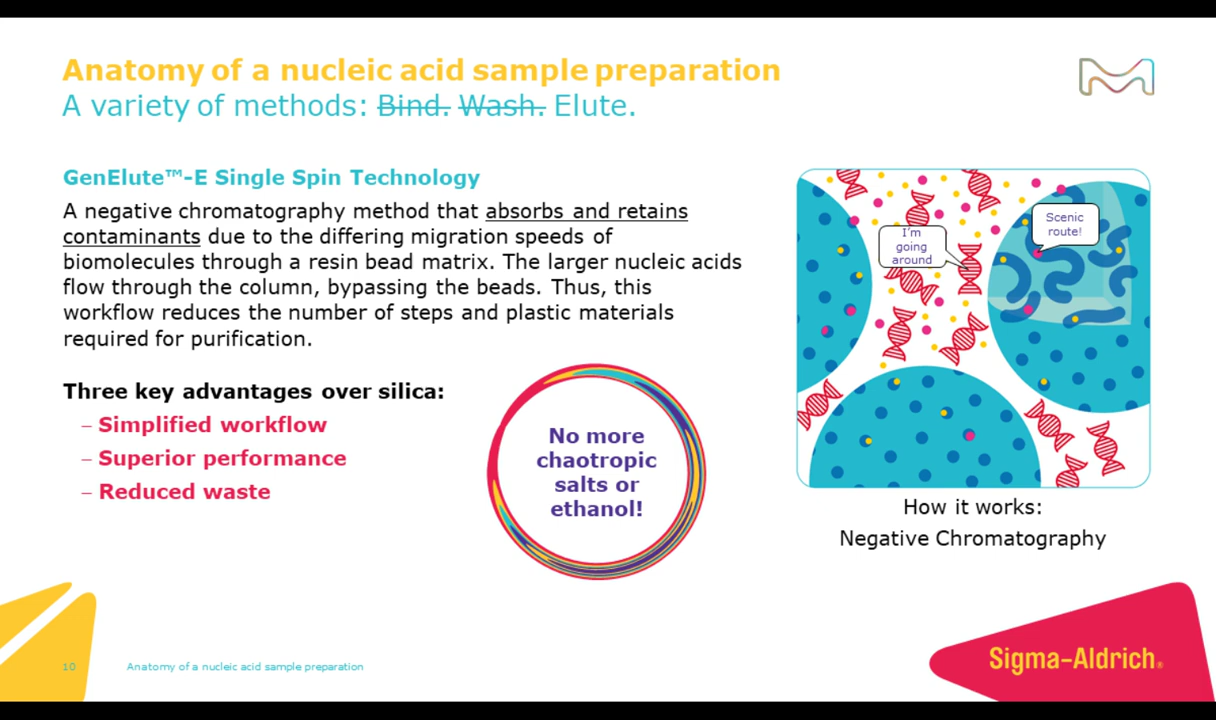 Anatomy of a nucleic acid sample preparation
A variety of methods: Bind. Wash. Elute.
GenElute™-E Single Spin Technology
A negative chromatography method that absorbs and retains
contaminants due to the differing migration speeds of
biomolecules through a resin bead matrix. The larger nucleic acids
flow through the column, bypassing the beads. Thus, this
workflow reduces the number of steps and plastic materials
required for purification.
Three key advantages over silica:
– Simplified workflow
– Superior performance
– Reduced waste
No more
chaotropic
salts or
ethanol!
I'm
going
around
Scenic
route!
How it works:
Negative Chromatography
10
Anatomy of a nucleic acid sample preparation
Sigma-Aldrich®